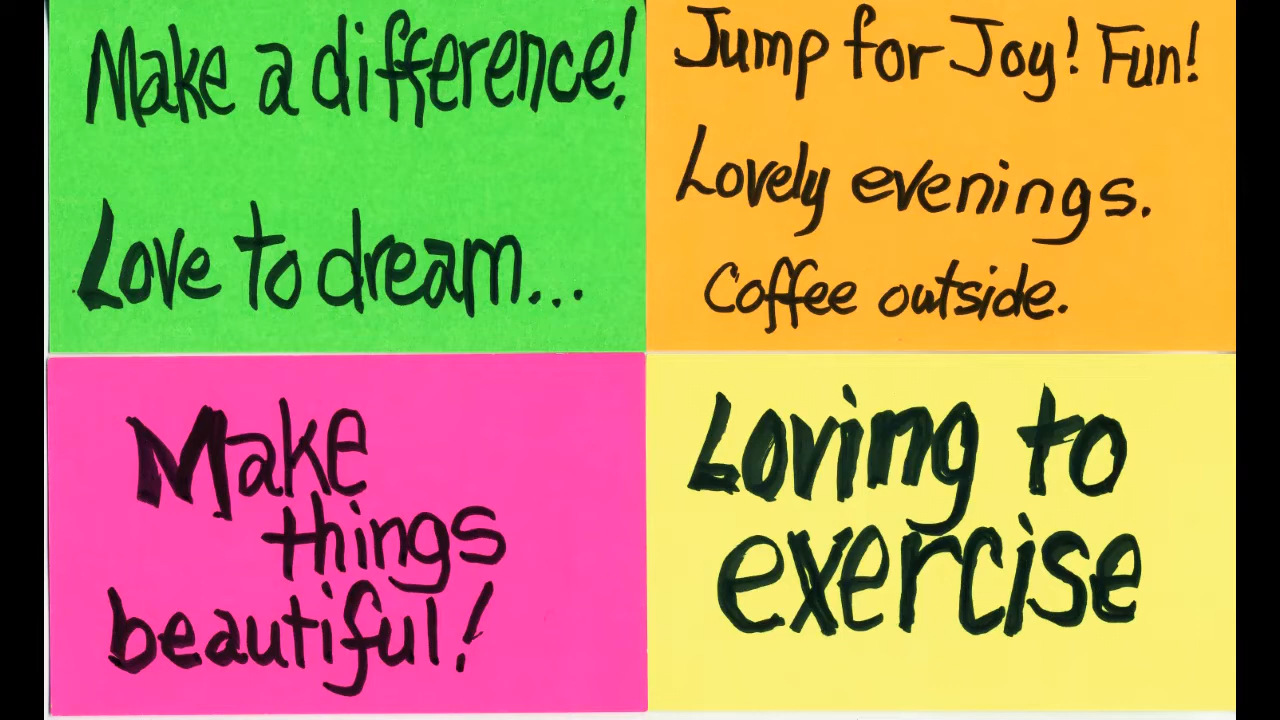 Make a difference!
Love to dream...
Jump for Joy! Fun!
Lovely evenings.
Coffee outside.
Make
things
beautiful!
Loving to
exercise